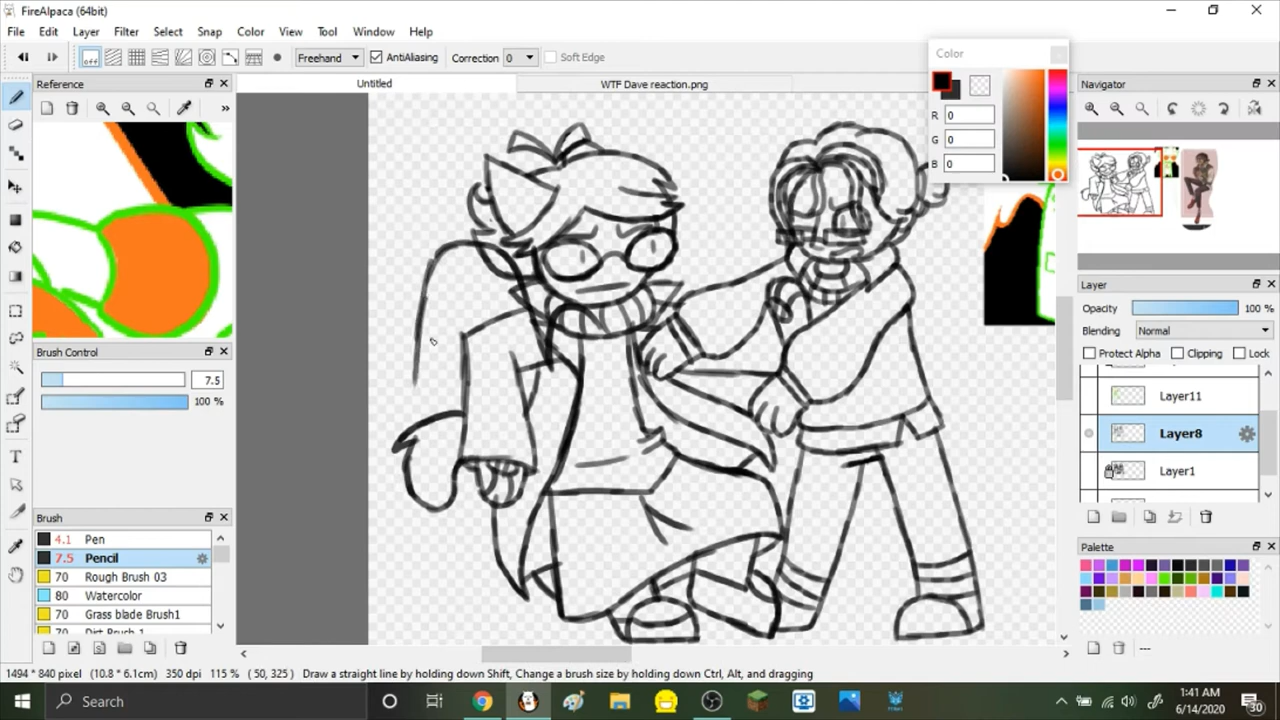 FireAlpaca (64bit)
File Edit Layer Filter Select Snap Color View Tool Window Help
off Freehand AntiAliasing Correction 0 Soft Edge
Reference
Untitled
WTF Dave reaction.png
Color
R 0
G 0
B 0
Navigator
Brush Control
7.5
100 %
Layer
Opacity 100 %
Blending Normal
Protect Alpha Clipping Lock
Layer11
Layer8
Layer1
Brush
4.1 Pen
7.5 Pencil
70 Rough Brush 03
80 Watercolor
70 Grass blade Brush1
70 Dirt Brush 1
Palette
---
1494 * 840 pixel (10.8 * 6.1cm) 350 dpi 115 % ( 50, 325) Draw a straight line by holding down Shift, Change a brush size by holding down Ctrl, Alt, and dragging
Search
1:41 AM
6/14/2020
30